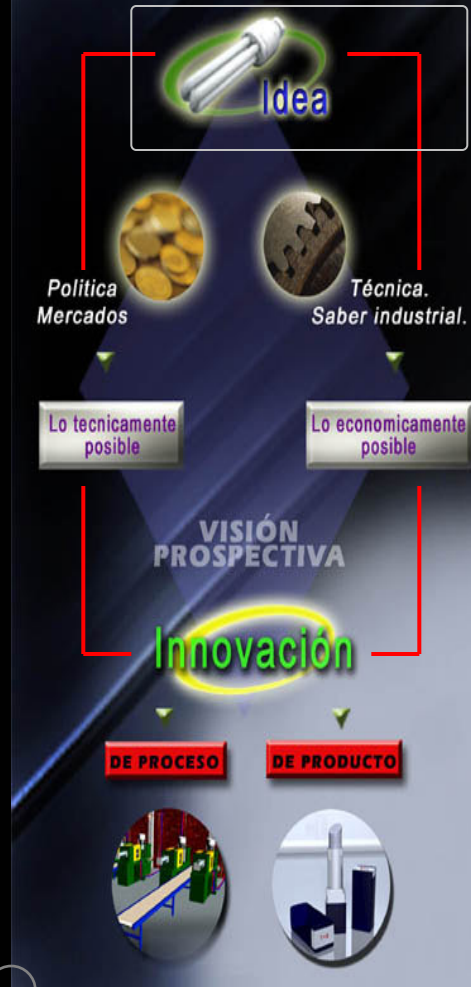 Idea
Politica
Mercados
Técnica.
Saber industrial.
Lo tecnicamente
posible
Lo economicamente
posible
VISIÓN
PROSPECTIVA
Innovación
DE PROCESO
DE PRODUCTO